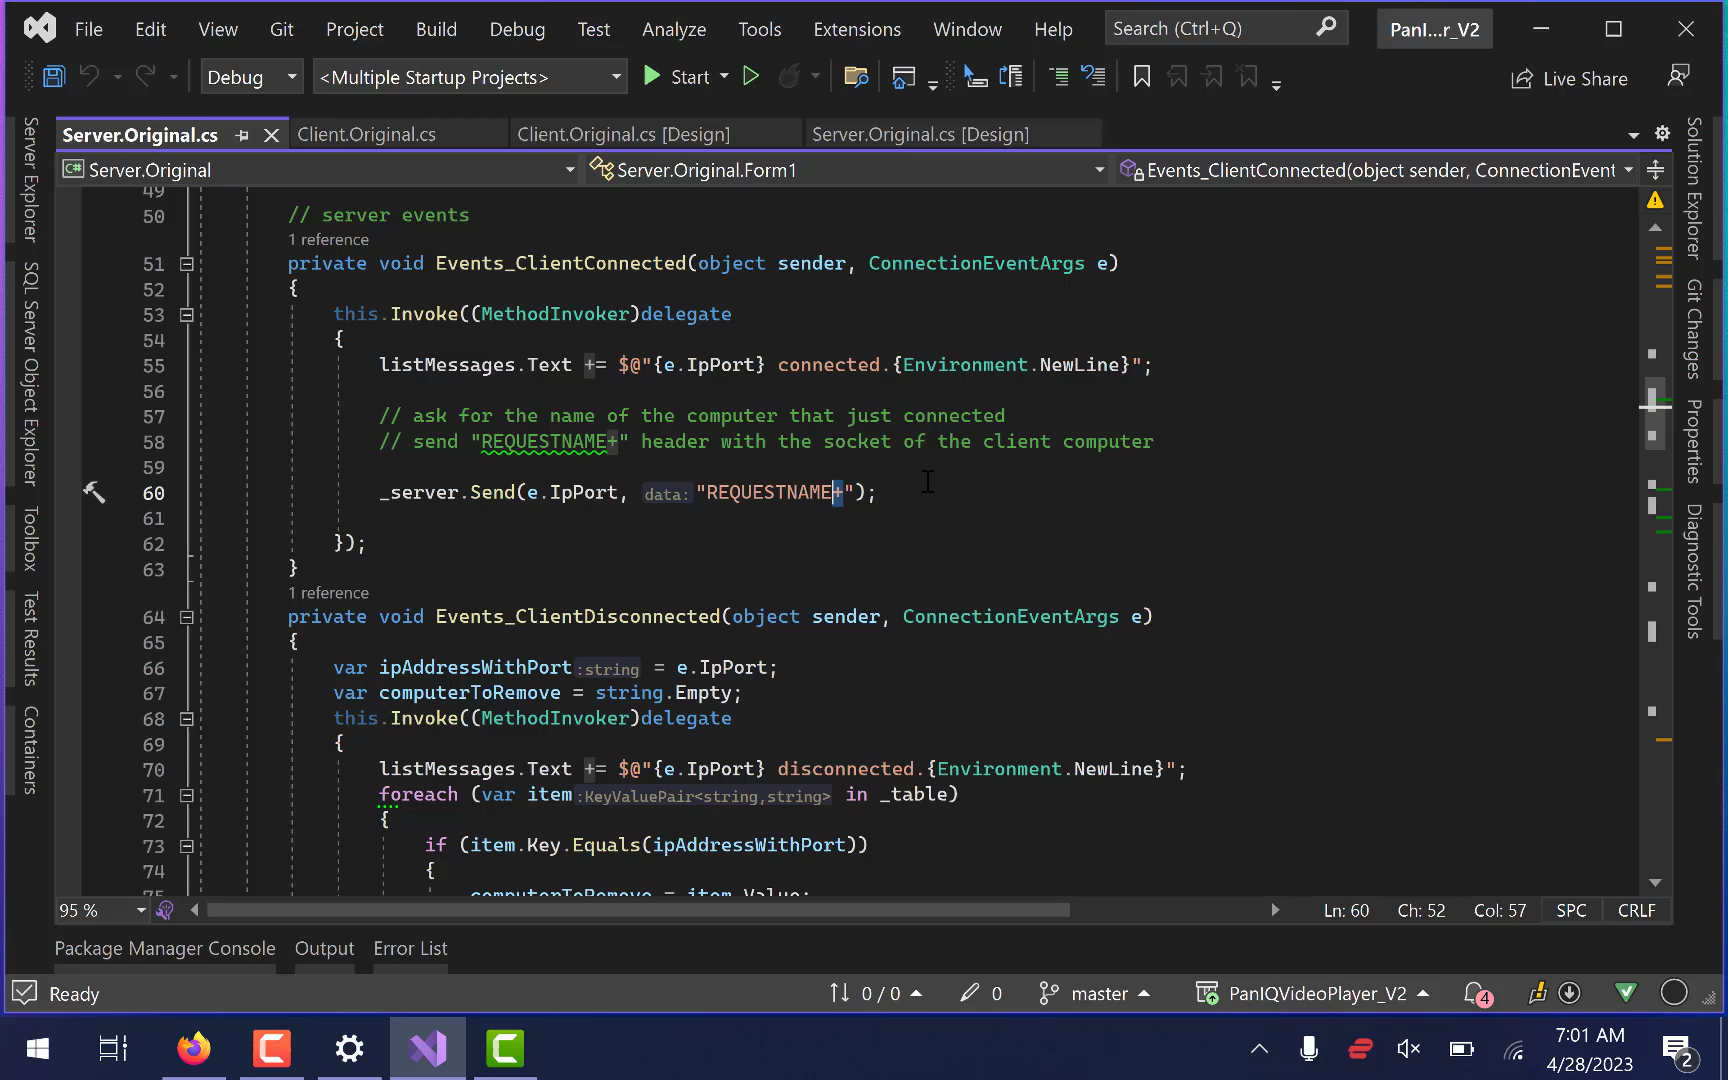 File Edit View Git Project Build Debug Test Analyze Tools Extensions Window Help Search (Ctrl+Q) PanI...r_V2
Debug <Multiple Startup Projects> Start Live Share
Server.Original.cs Client.Original.cs Client.Original.cs [Design] Server.Original.cs [Design]
C# Server.Original Server.Original.Form1 Events_ClientConnected(object sender, ConnectionEvent
Server Explorer
SQL Server Object Explorer
Toolbox
Test Results
Containers
49
50 // server events
1 reference
51 private void Events_ClientConnected(object sender, ConnectionEventArgs e)
52 {
53 this.Invoke((MethodInvoker)delegate
54 {
55 listMessages.Text += $@"{e.IpPort} connected.{Environment.NewLine}";
56
57 // ask for the name of the computer that just connected
58 // send "REQUESTNAME+" header with the socket of the client computer
59
60 _server.Send(e.IpPort, data: "REQUESTNAME+");
61
62 });
63 }
1 reference
64 private void Events_ClientDisconnected(object sender, ConnectionEventArgs e)
65 {
66 var ipAddressWithPort :string = e.IpPort;
67 var computerToRemove = string.Empty;
68 this.Invoke((MethodInvoker)delegate
69 {
70 listMessages.Text += $@"{e.IpPort} disconnected.{Environment.NewLine}";
71 foreach (var item :KeyValuePair<string,string> in _table)
72 {
73 if (item.Key.Equals(ipAddressWithPort))
74 {
75 computerToRemove = item.Value;
Solution Explorer
Git Changes
Properties
Diagnostic Tools
95 % Ln: 60 Ch: 52 Col: 57 SPC CRLF
Package Manager Console Output Error List
Ready 0 / 0 0 master PanIQVideoPlayer_V2 4
7:01 AM
4/28/2023 2